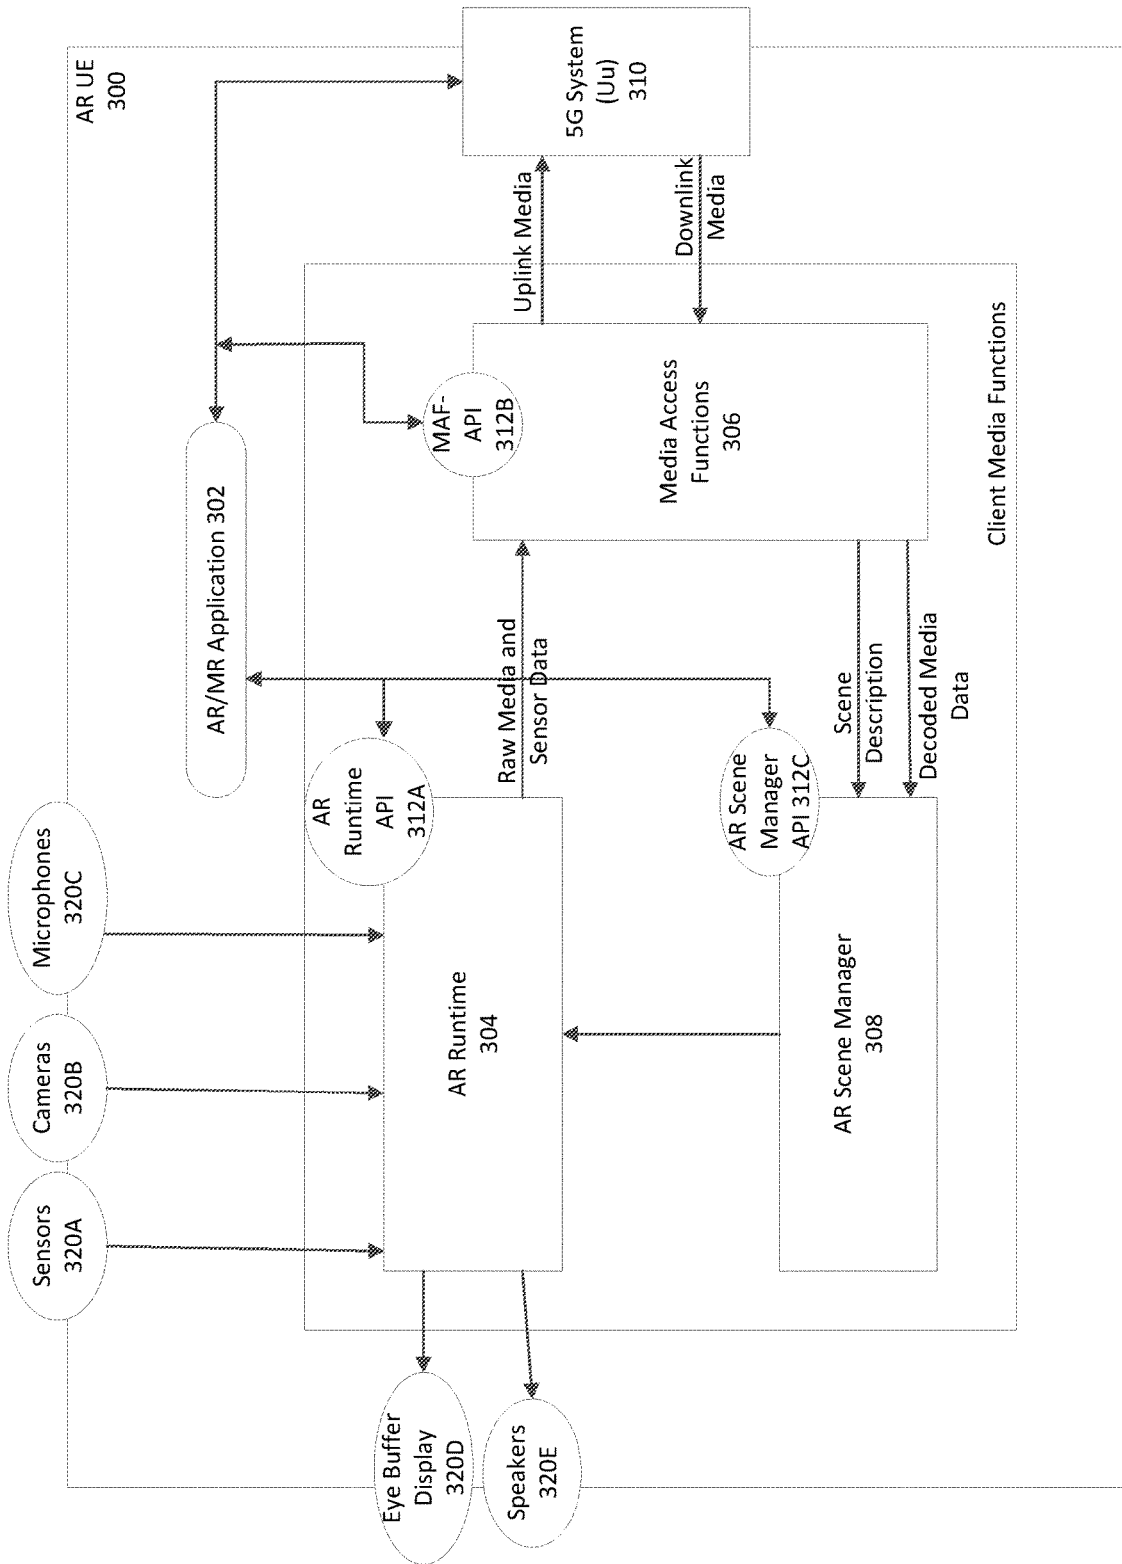 AR UE
300
5G System
(Uu)
310
Uplink Media
Downlink
Media
AR/MR Application 302
MAF-
API
312B
Media Access
Functions
306
Client Media Functions
Raw Media and
Sensor Data
Scene
Description
Decoded Media
Data
AR
Runtime
API
312A
AR Scene
Manager
API 312C
Microphones
320C
Cameras
320B
Sensors
320A
AR Runtime
304
AR Scene Manager
308
Eye Buffer
Display
320D
Speakers
320E